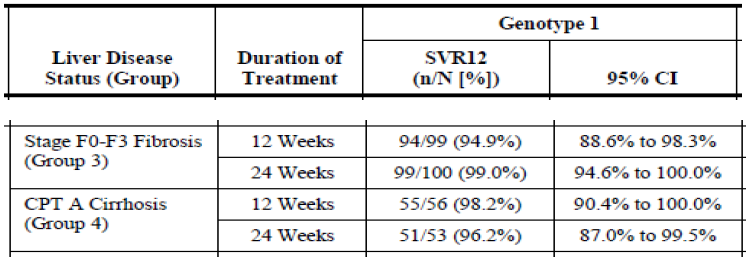 Genotype 1
Liver Disease Status (Group) Duration of Treatment SVR12 (n/N [%]) 95% CI
Stage F0-F3 Fibrosis (Group 3) 12 Weeks 94/99 (94.9%) 88.6% to 98.3%
24 Weeks 99/100 (99.0%) 94.6% to 100.0%
CPT A Cirrhosis (Group 4) 12 Weeks 55/56 (98.2%) 90.4% to 100.0%
24 Weeks 51/53 (96.2%) 87.0% to 99.5%